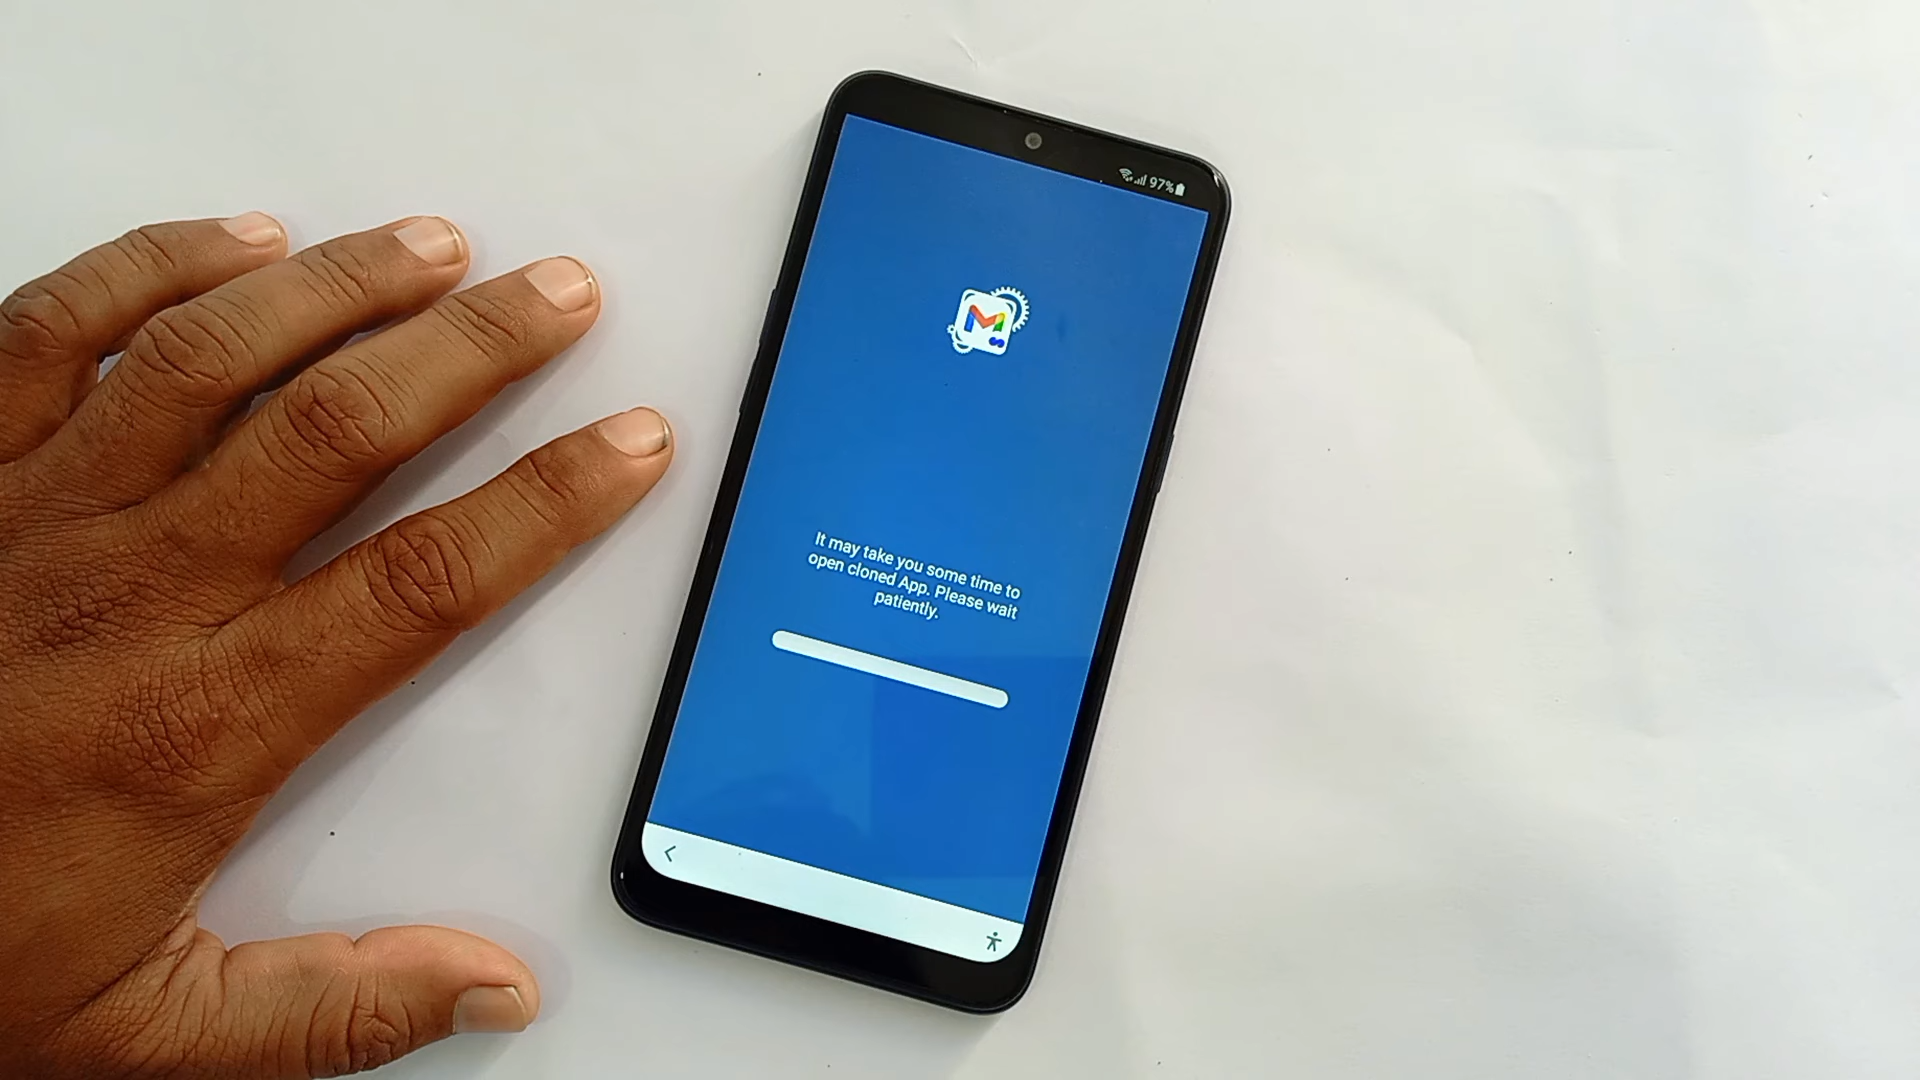 97%
It may take you some time to
open cloned App. Please wait
patiently.